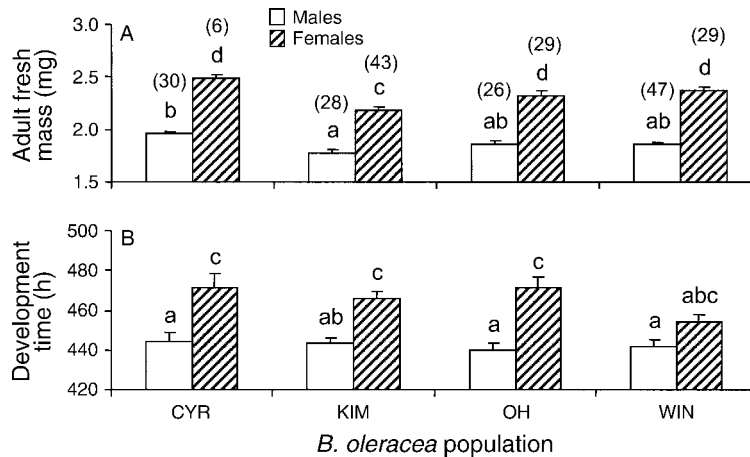 Males
Females
A
Adult fresh
mass (mg)
3.0
2.5
2.0
1.5
(30) (6) (28) (43) (26) (29) (47) (29)
b d a c ab d ab d
B
Development
time (h)
500
480
460
440
420
a c ab c a c a abc
CYR KIM OH WIN
B. oleracea population